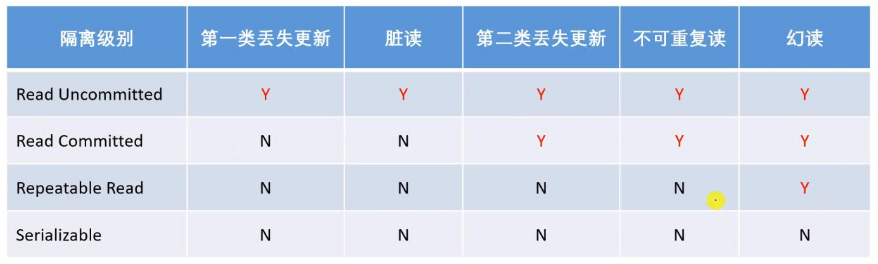 隔离级别 第一类丢失更新 脏读 第二类丢失更新 不可重复读 幻读
Read Uncommitted Y Y Y Y Y
Read Committed N N Y Y Y
Repeatable Read N N N N Y
Serializable N N N N N